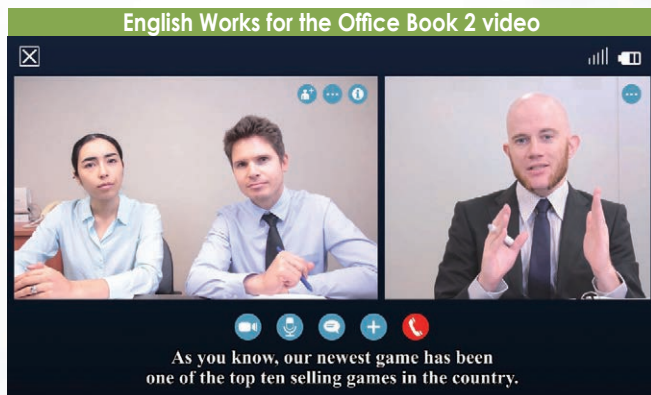 English Works for the Office Book 2 video
As you know, our newest game has been
one of the top ten selling games in the country.